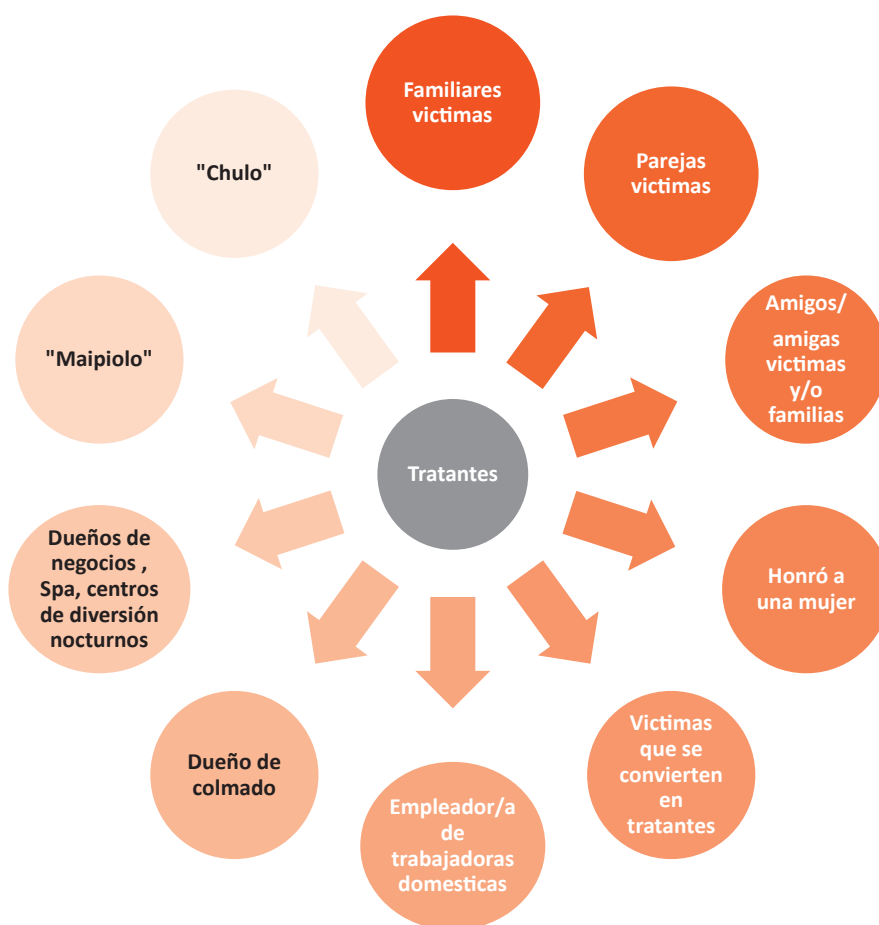 Familiares
victimas
Parejas
victimas
Amigos/
amigas
victimas
y/o
familias
Honró a
una mujer
Victimas
que se
convierten
en
tratantes
Empleador/a
de
trabajadoras
domesticas
Dueño de
colmado
Dueños de
negocios ,
Spa, centros
de diversión
nocturnos
"Maipiolo"
"Chulo"
Tratantes